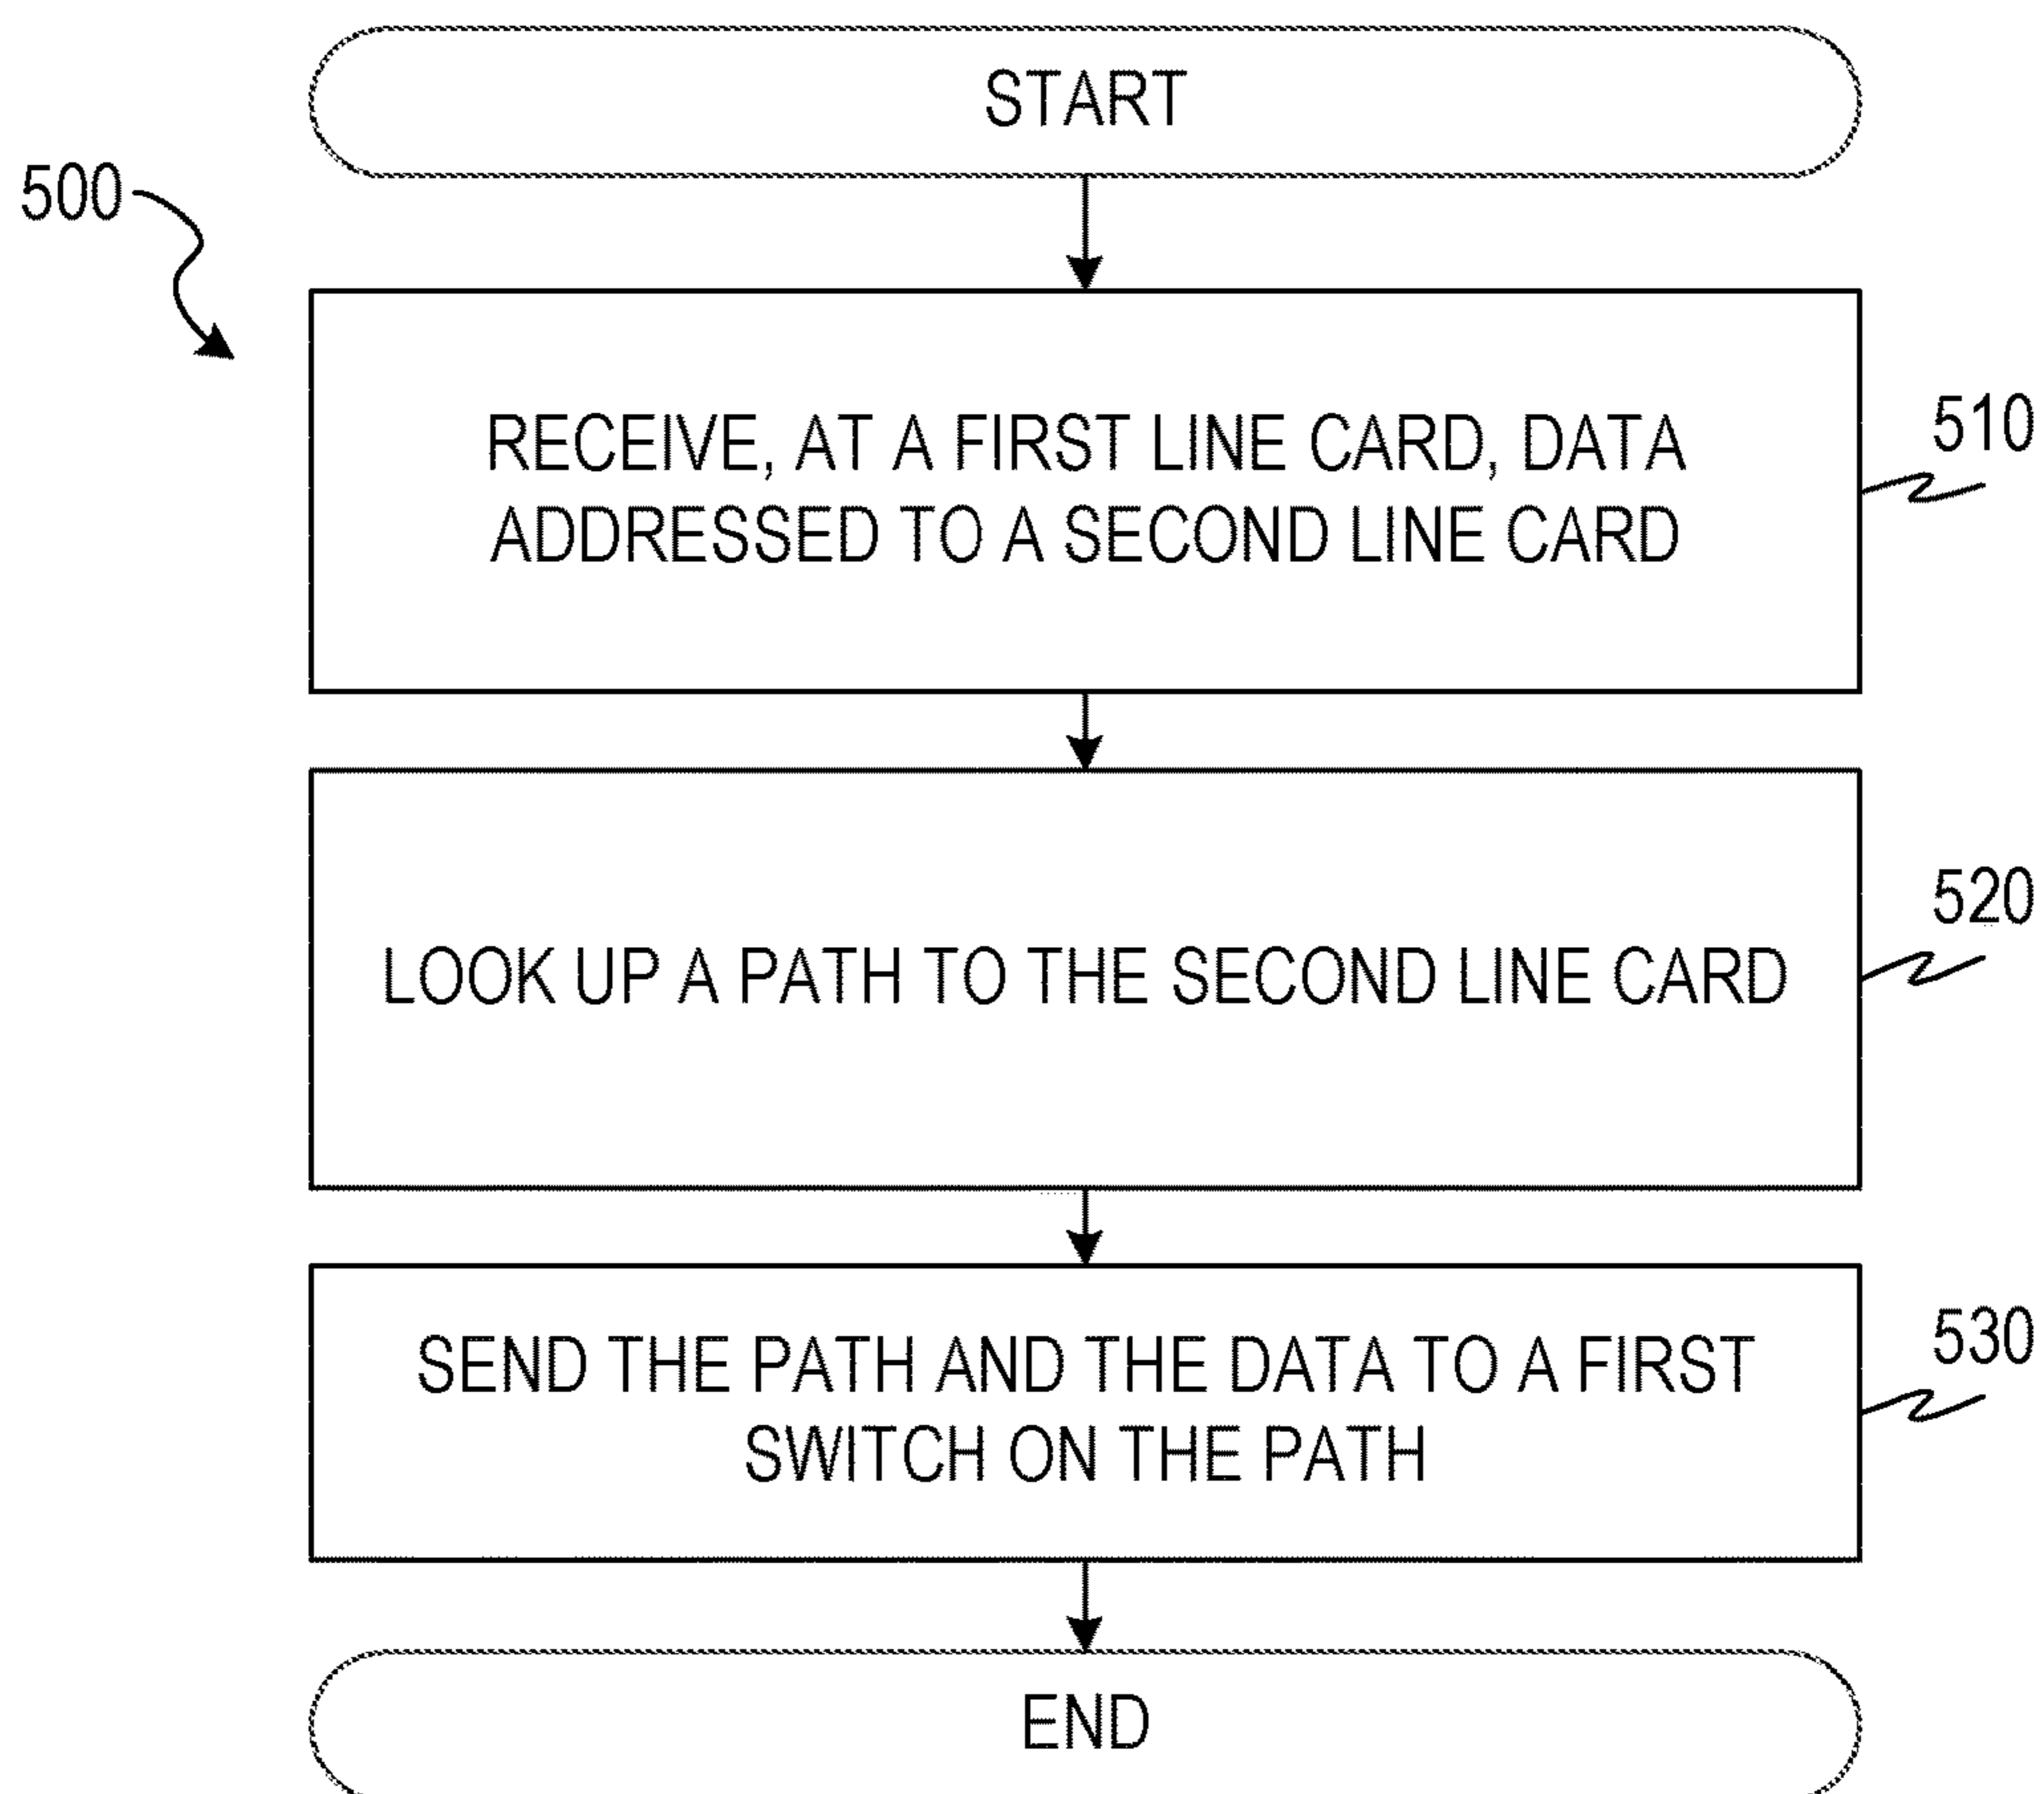 START
500
RECEIVE, AT A FIRST LINE CARD, DATA
ADDRESSED TO A SECOND LINE CARD
510
LOOK UP A PATH TO THE SECOND LINE CARD
520
SEND THE PATH AND THE DATA TO A FIRST
SWITCH ON THE PATH
530
END